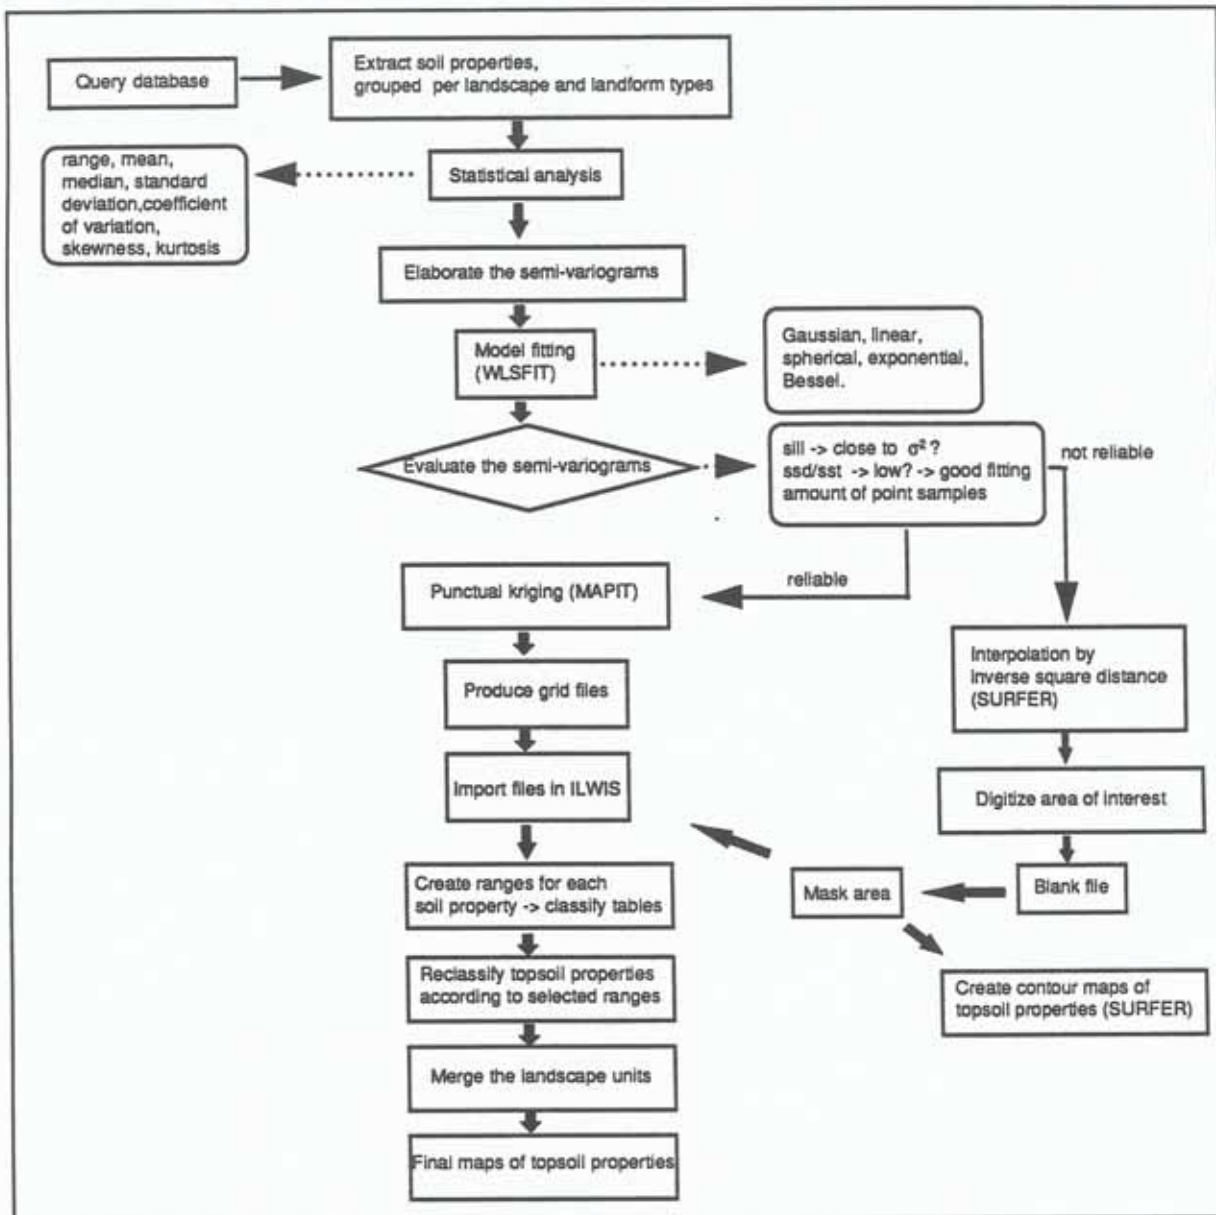 Query database
Extract soil properties,
grouped per landscape and landform types
range, mean,
median, standard
deviation,coefficient
of variation,
skewness, kurtosis
Statistical analysis
Elaborate the semi-variograms
Model fitting
(WLSFIT)
Gaussian, linear,
spherical, exponential,
Bessel.
Evaluate the semi-variograms
sill -> close to σ² ?
ssd/sst -> low? -> good fitting
amount of point samples
not reliable
reliable
Punctual kriging (MAPIT)
Interpolation by
inverse square distance
(SURFER)
Produce grid files
Import files in ILWIS
Digitize area of interest
Create ranges for each
soil property -> classify tables
Mask area
Blank file
Reclassify topsoil properties
according to selected ranges
Create contour maps of
topsoil properties (SURFER)
Merge the landscape units
Final maps of topsoil properties